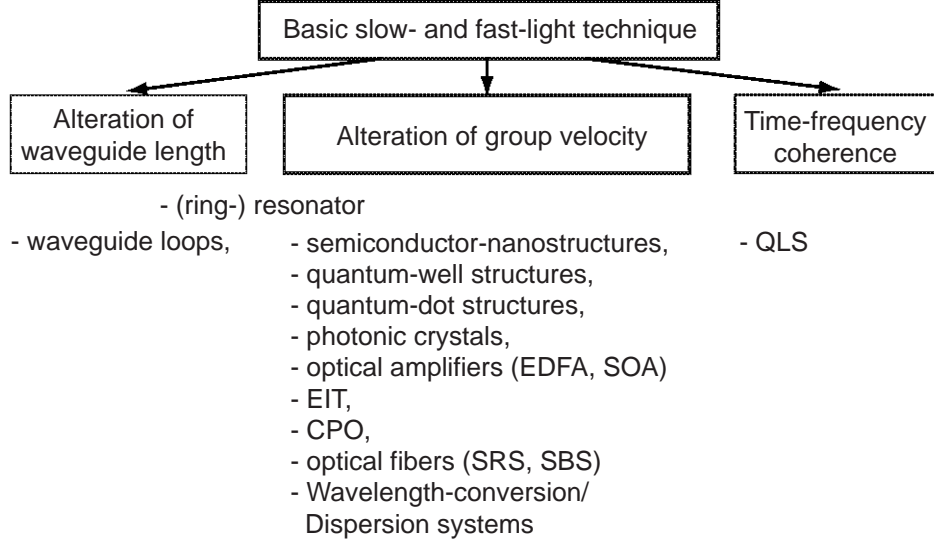 Basic slow- and fast-light technique
Alteration of
waveguide length
Alteration of group velocity
Time-frequency
coherence
- (ring-) resonator
- waveguide loops,
- semiconductor-nanostructures,
- quantum-well structures,
- quantum-dot structures,
- photonic crystals,
- optical amplifiers (EDFA, SOA)
- EIT,
- CPO,
- optical fibers (SRS, SBS)
- Wavelength-conversion/
Dispersion systems
- QLS